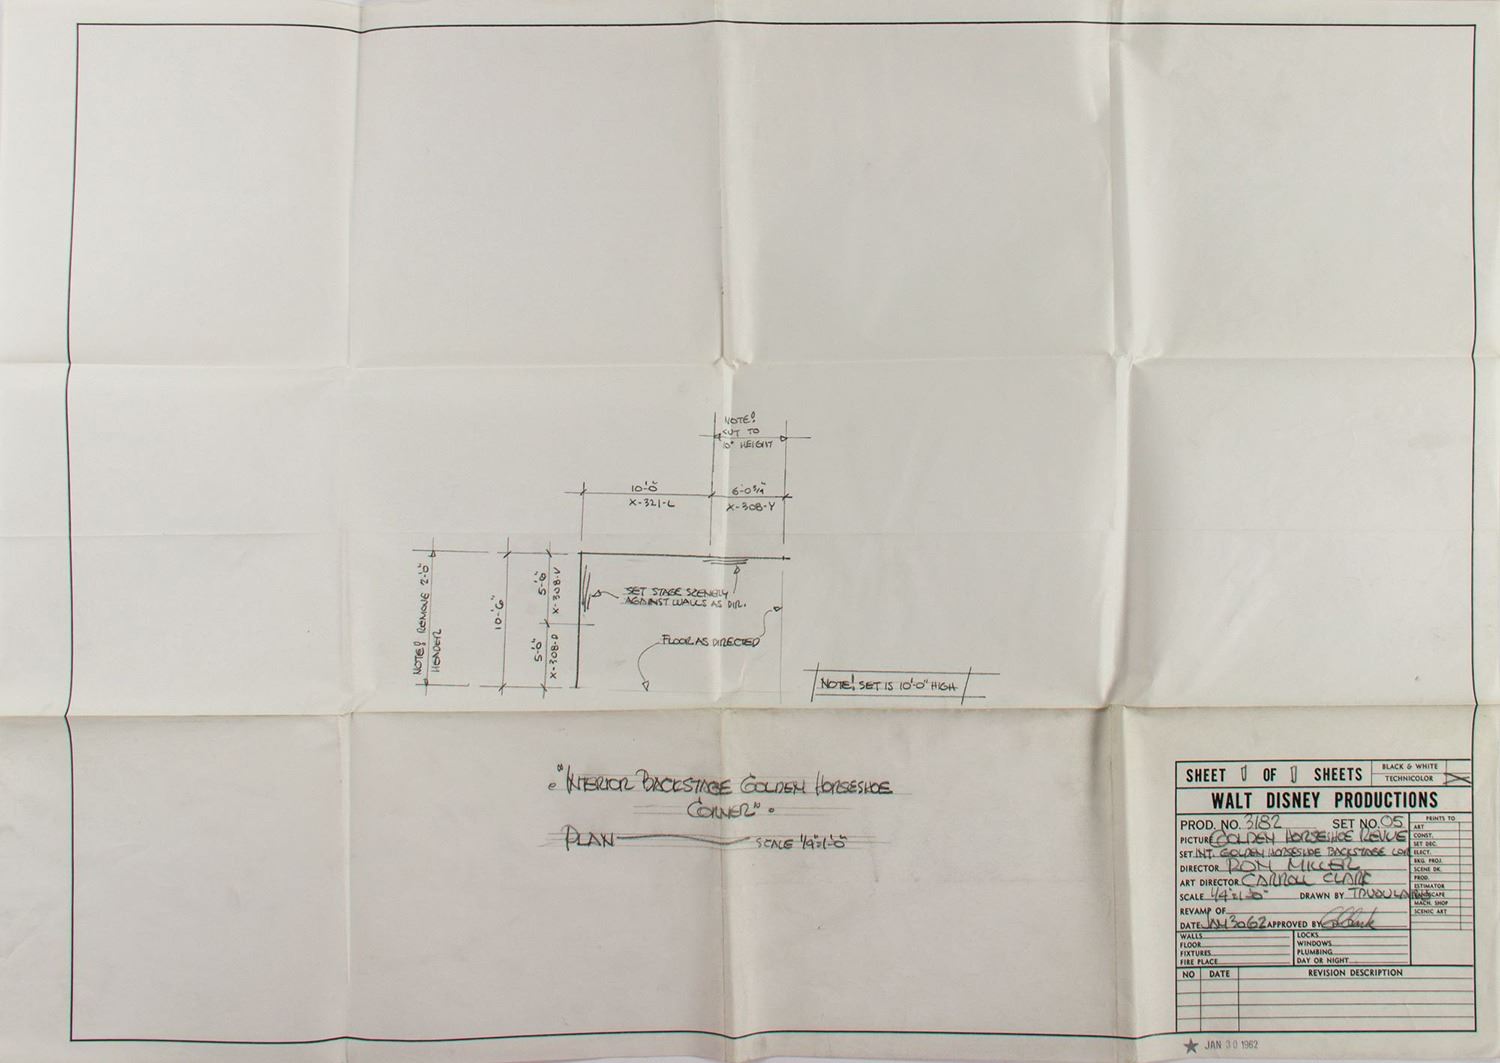 NOTE!
CUT TO
10" HEIGHT
10'-0"
X-321-L
6'-0 3/4"
X-308-Y
NOTE! REMOVE 2'-0"
HEADER
10'-6"
X-308-V
5'-0"
X-308-D
SET STAGE SCENERY
AGAINST WALLS AS DIR.
FLOOR AS DIRECTED
NOTE! SET IS 10'-0" HIGH
"INTERIOR BACKSTAGE GOLDEN HORSESHOE
CORNER"
PLAN SCALE 1/4"=1'-0"
SHEET 1 OF 1 SHEETS
BLACK & WHITE
TECHNICOLOR
WALT DISNEY PRODUCTIONS
PROD. NO. 3182 SET NO. 05
PICTURE GOLDEN HORSESHOE REVUE
SET INT. GOLDEN HORSESHOE BACKSTAGE COR
DIRECTOR RON MILLER
ART DIRECTOR CARROLL CLARK
SCALE 1/4"=1'-0" DRAWN BY
REVAMP OF
DATE JAN 30 62 APPROVED BY
PRINTS TO
ART
CONST.
SET DEC.
ELECT.
BKG. PROJ.
SCENE DK.
PROD.
ESTIMATOR
MACH. SHOP
SCENIC ART
WALLS
FLOOR
FIXTURES
FIRE PLACE
LOCKS
WINDOWS
PLUMBING
DAY OR NIGHT
NO DATE REVISION DESCRIPTION
JAN 30 1962